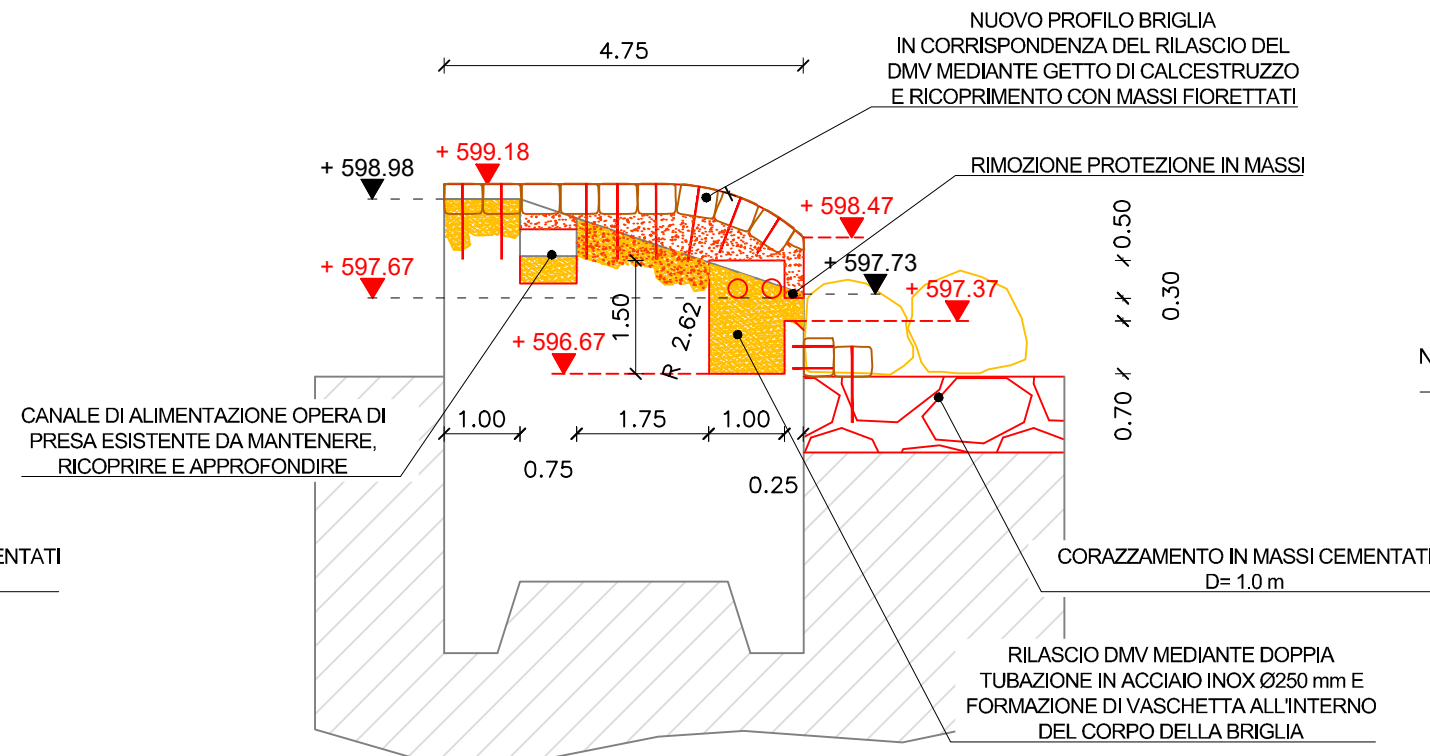 NUOVO PROFILO BRIGLIA
IN CORRISPONDENZA DEL RILASCIO DEL
DMV MEDIANTE GETTO DI CALCESTRUZZO
E RICOPRIMENTO CON MASSI FIORETTATI
4.75
RIMOZIONE PROTEZIONE IN MASSI
+ 599.18
+ 598.98
+ 598.47
0.50
+ 597.73
+ 597.67
+ 597.37
0.30
1.50
R 2.62
+ 596.67
N
CANALE DI ALIMENTAZIONE OPERA DI
PRESA ESISTENTE DA MANTENERE,
RICOPRIRE E APPROFONDIRE
1.00
1.75
1.00
0.70
0.75
0.25
ENTATI
CORAZZAMENTO IN MASSI CEMENTATI
D= 1.0 m
RILASCIO DMV MEDIANTE DOPPIA
TUBAZIONE IN ACCIAIO INOX Ø250 mm E
FORMAZIONE DI VASCHETTA ALL'INTERNO
DEL CORPO DELLA BRIGLIA